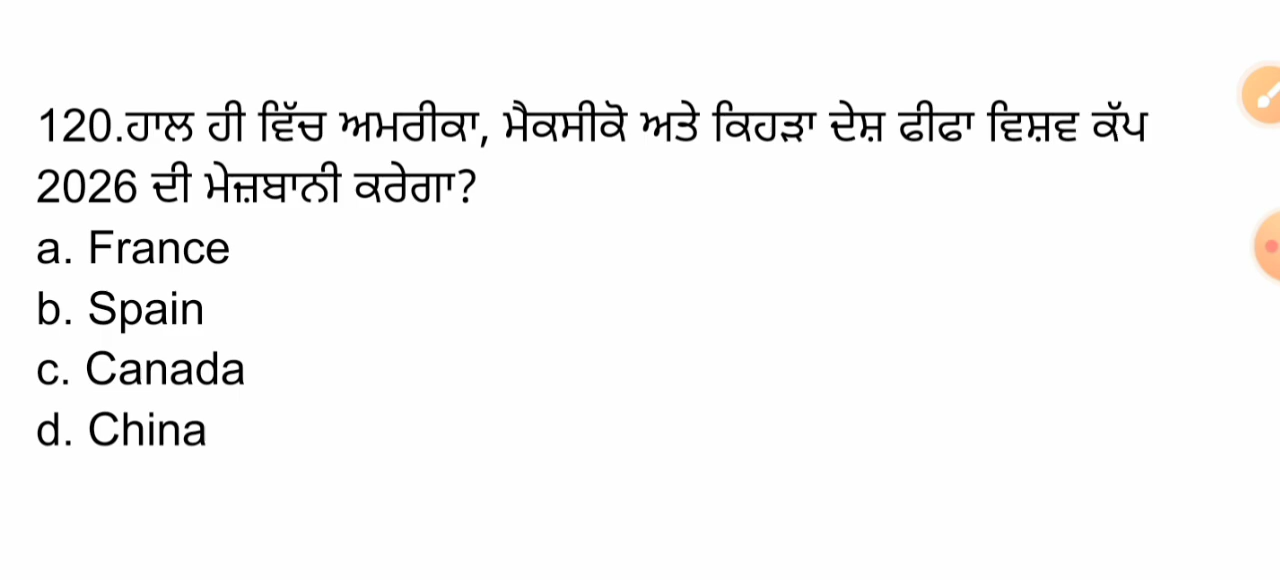 120.ਹਾਲ ਹੀ ਵਿੱਚ ਅਮਰੀਕਾ, ਮੈਕਸੀਕੋ ਅਤੇ ਕਿਹੜਾ ਦੇਸ਼ ਫੀਫਾ ਵਿਸ਼ਵ ਕੱਪ
2026 ਦੀ ਮੇਜ਼ਬਾਨੀ ਕਰੇਗਾ?
a. France
b. Spain
c. Canada
d. China